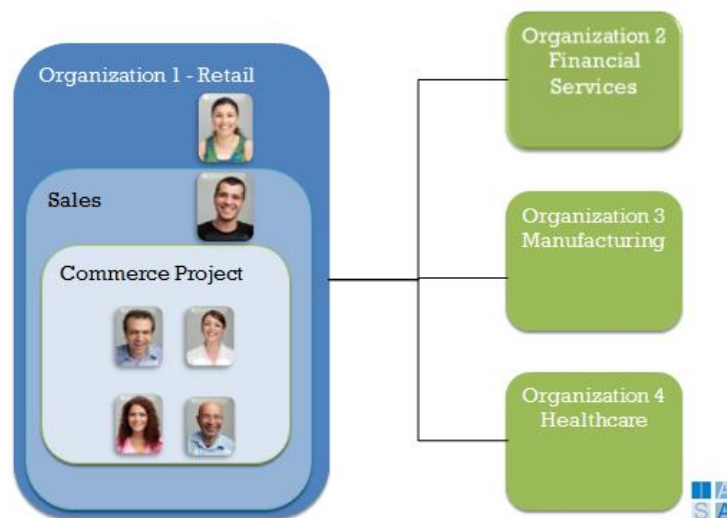 Organization 1 - Retail
Sales
Commerce Project
Organization 2
Financial
Services
Organization 3
Manufacturing
Organization 4
Healthcare
I A
S A